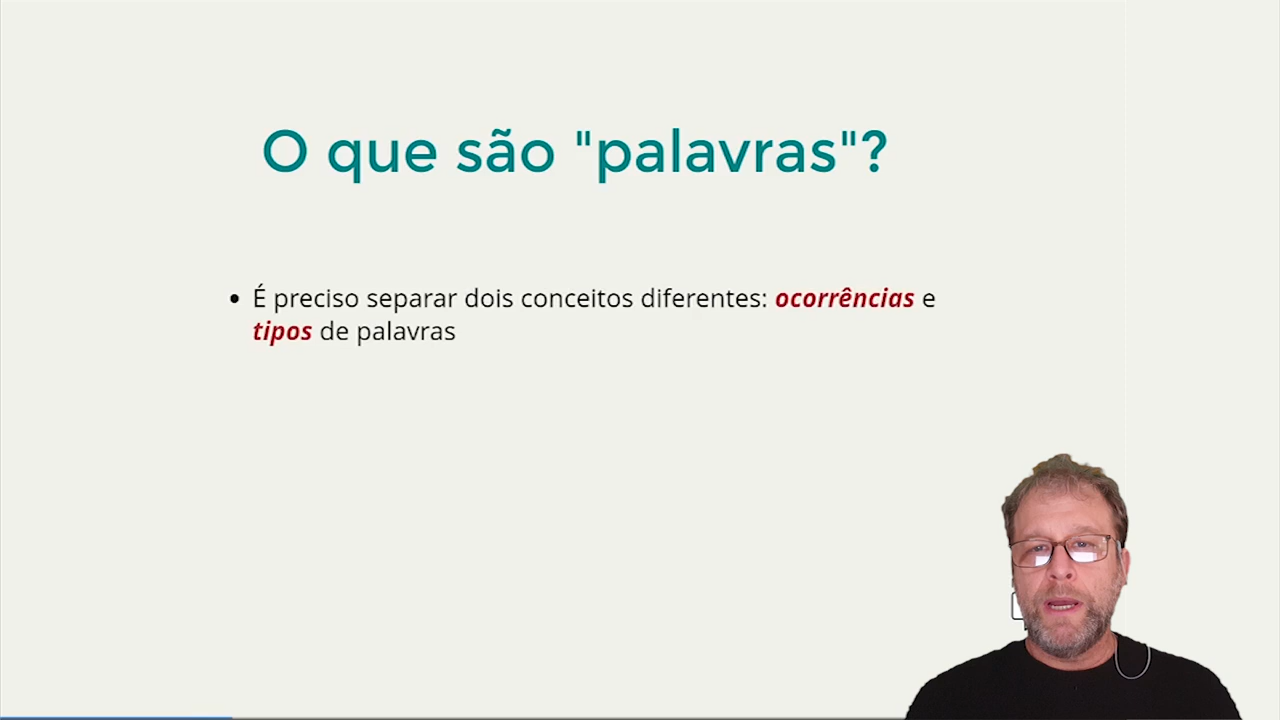 O que são "palavras"?
• É preciso separar dois conceitos diferentes: ocorrências e
tipos de palavras